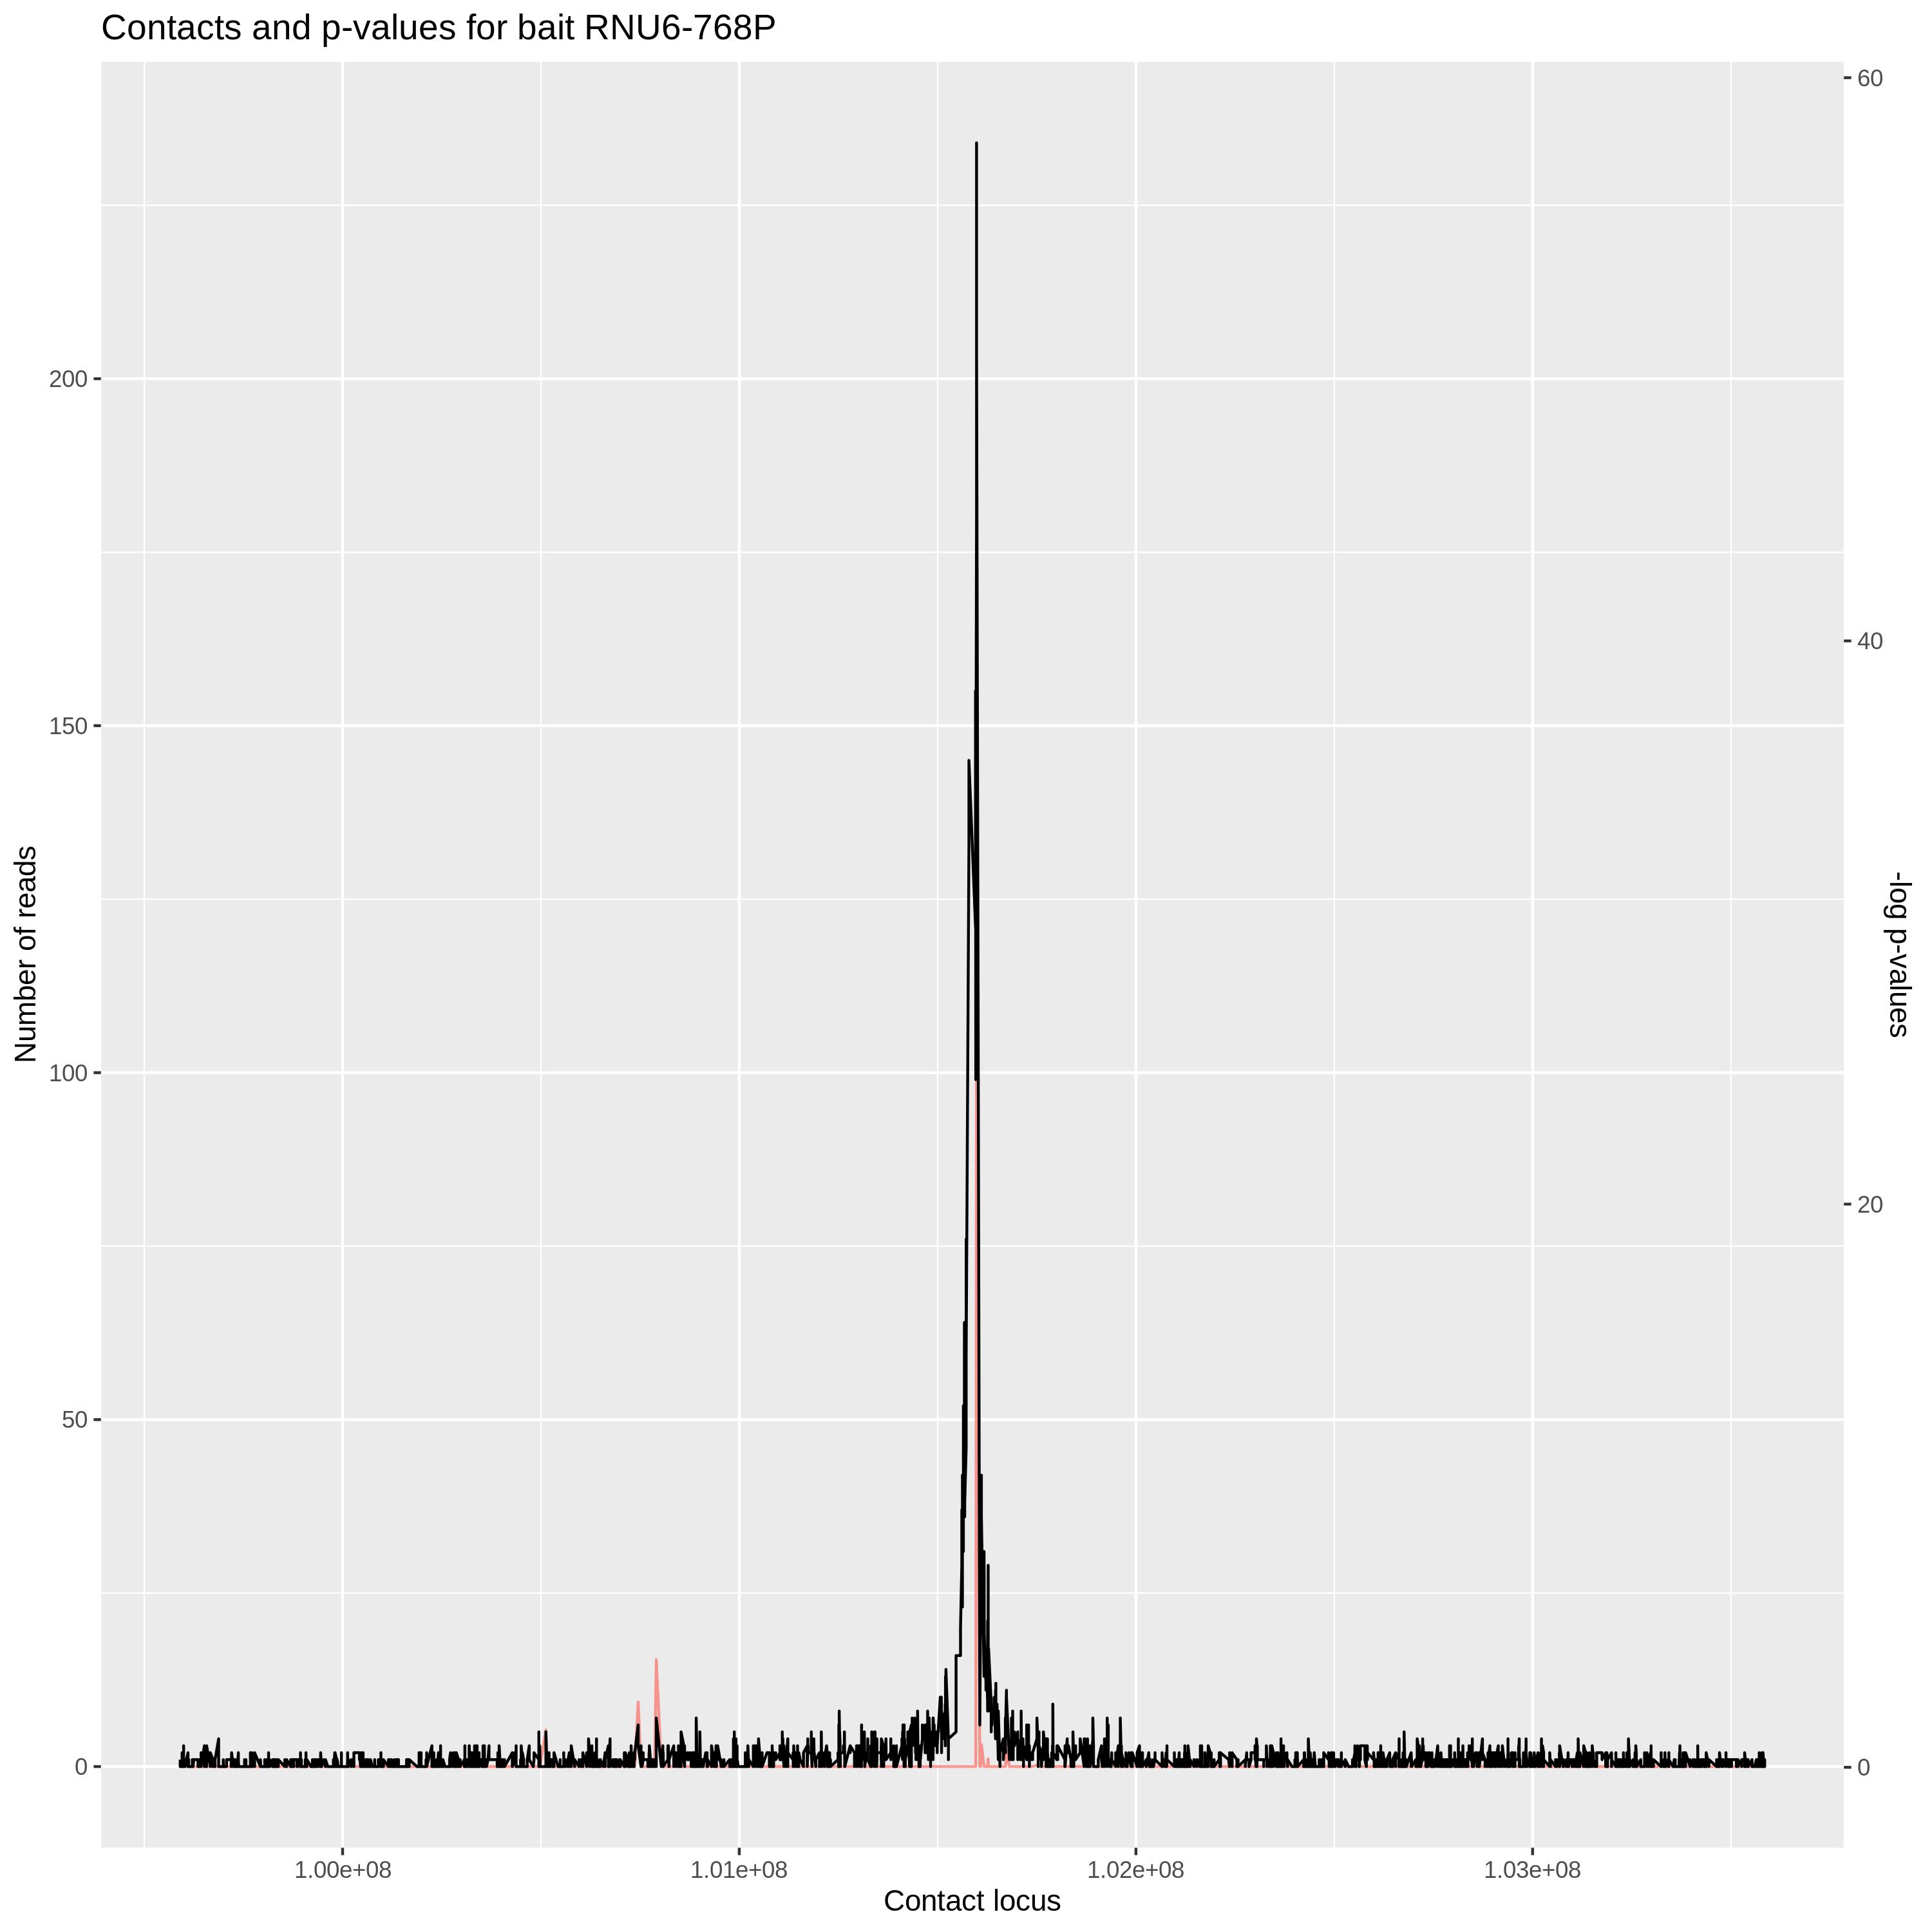 Contacts and p-values for bait RNU6-768P
60
200
40
150
Number of reads
-log p-values
100
20
50
0
0
1.00e+08
1.01e+08
1.02e+08
1.03e+08
Contact locus